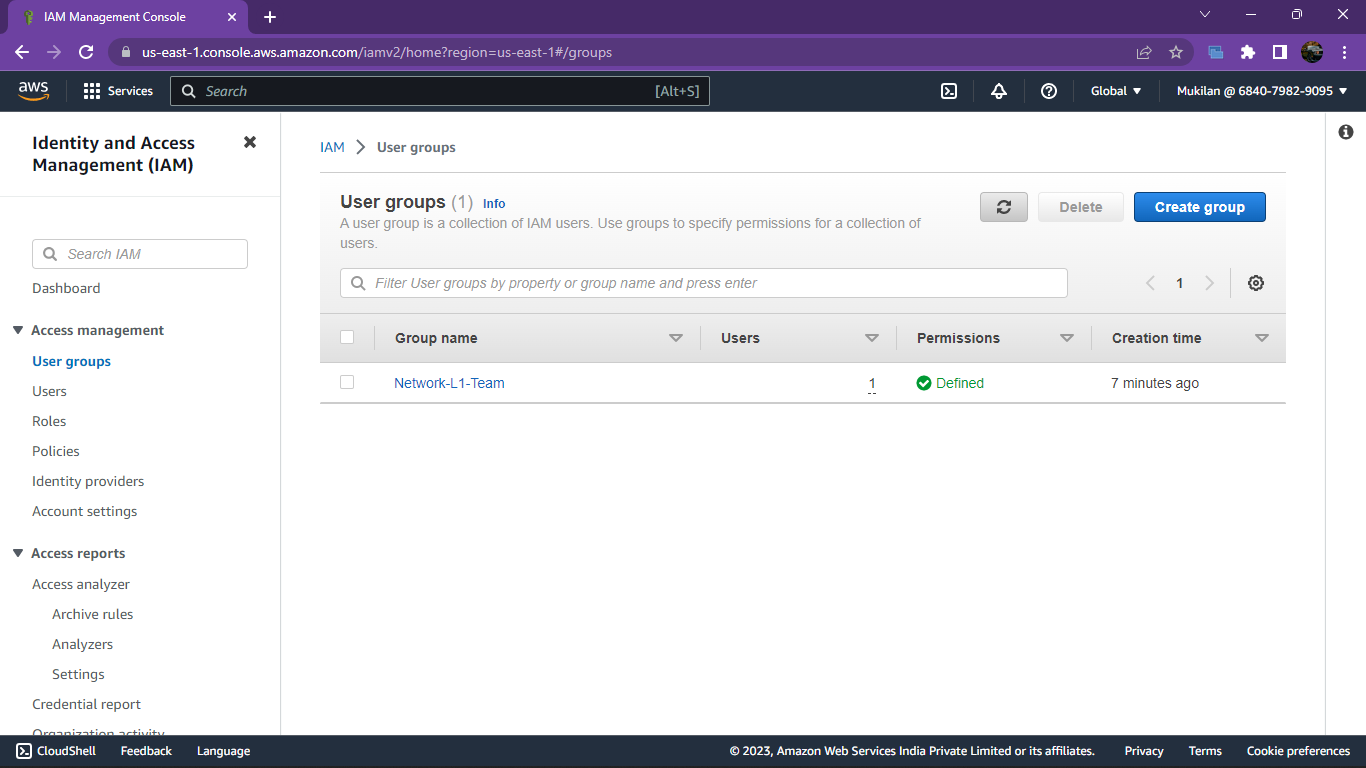 IAM Management Console
us-east-1.console.aws.amazon.com/iamv2/home?region=us-east-1#/groups
aws
Services
Search
[Alt+S]
Global
Mukilan @ 6840-7982-9095
Identity and Access
Management (IAM)
Search IAM
Dashboard
Access management
User groups
Users
Roles
Policies
Identity providers
Account settings
Access reports
Access analyzer
Archive rules
Analyzers
Settings
Credential report
Organization activity
IAM > User groups
User groups (1) Info
A user group is a collection of IAM users. Use groups to specify permissions for a collection of
users.
Delete
Create group
Filter User groups by property or group name and press enter
1
Group name Users Permissions Creation time
Network-L1-Team 1 Defined 7 minutes ago
CloudShell Feedback Language
© 2023, Amazon Web Services India Private Limited or its affiliates. Privacy Terms Cookie preferences